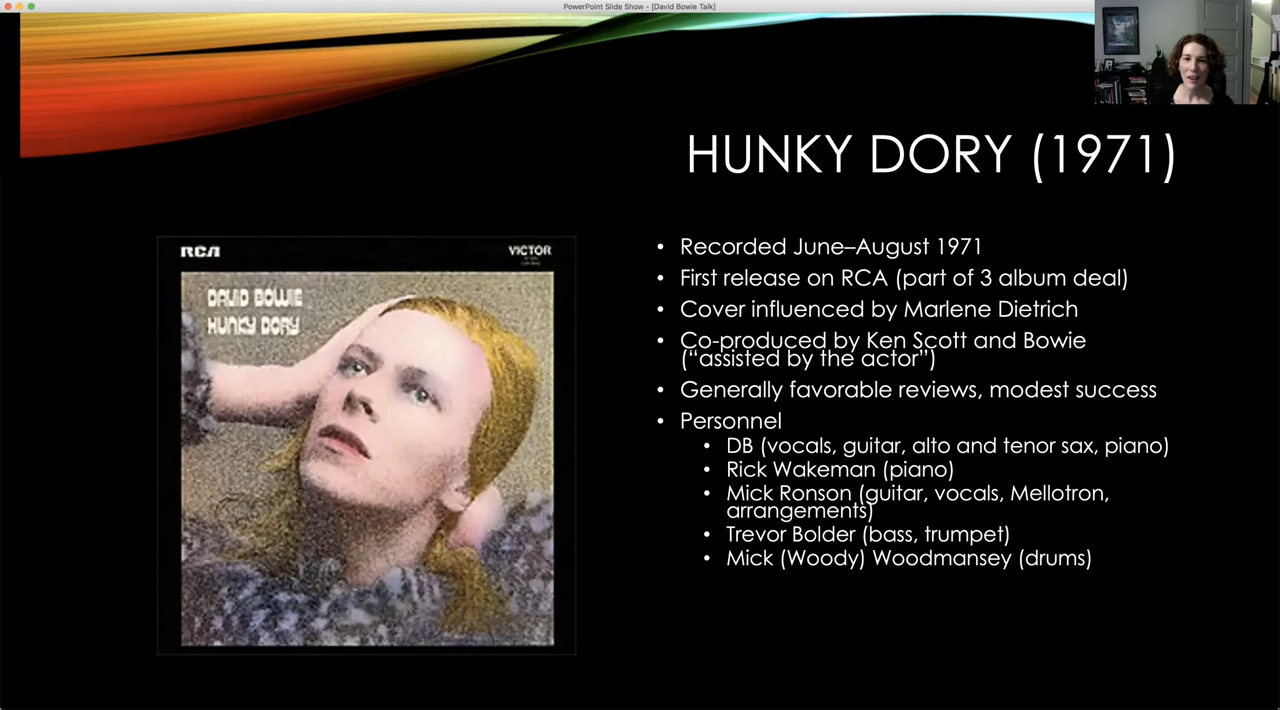 PowerPoint Slide Show - [David Bowie Talk]
HUNKY DORY (1971)
RCA VICTOR
DAVID BOWIE
HUNKY DORY
• Recorded June–August 1971
• First release on RCA (part of 3 album deal)
• Cover influenced by Marlene Dietrich
• Co-produced by Ken Scott and Bowie
(“assisted by the actor”)
• Generally favorable reviews, modest success
• Personnel
• DB (vocals, guitar, alto and tenor sax, piano)
• Rick Wakeman (piano)
• Mick Ronson (guitar, vocals, Mellotron,
arrangements)
• Trevor Bolder (bass, trumpet)
• Mick (Woody) Woodmansey (drums)